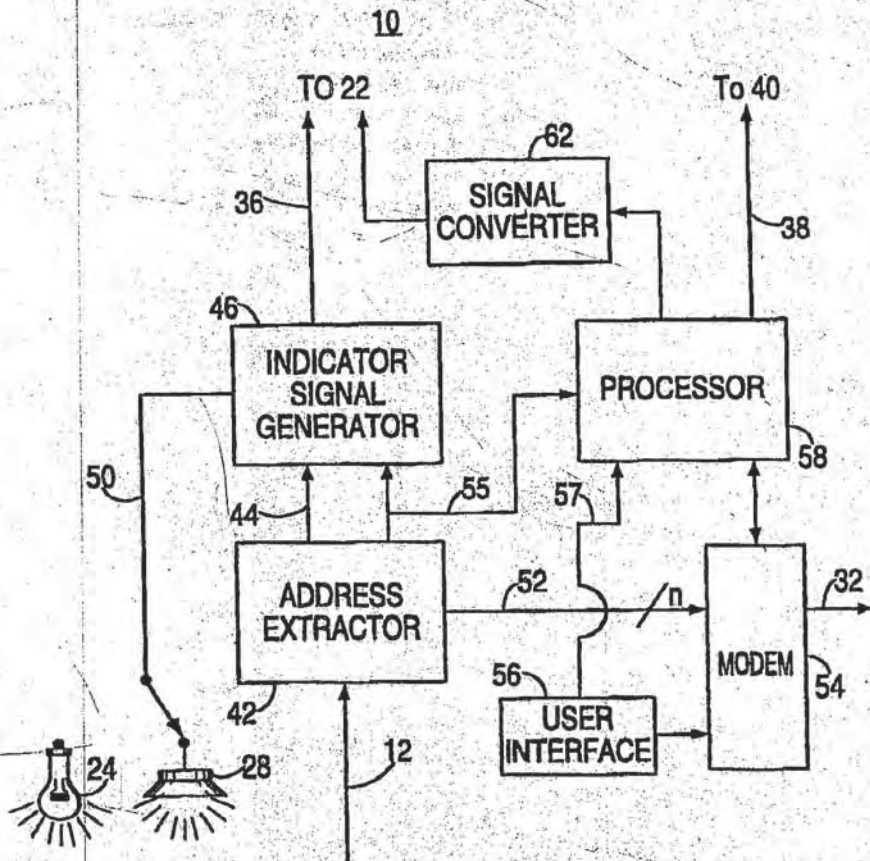 10
TO 22
To 40
62
SIGNAL
CONVERTER
36
38
46
INDICATOR
SIGNAL
GENERATOR
PROCESSOR
58
50
44
55
57
ADDRESS
EXTRACTOR
52
n
32
MODEM
54
42
56
USER
INTERFACE
24
28
12